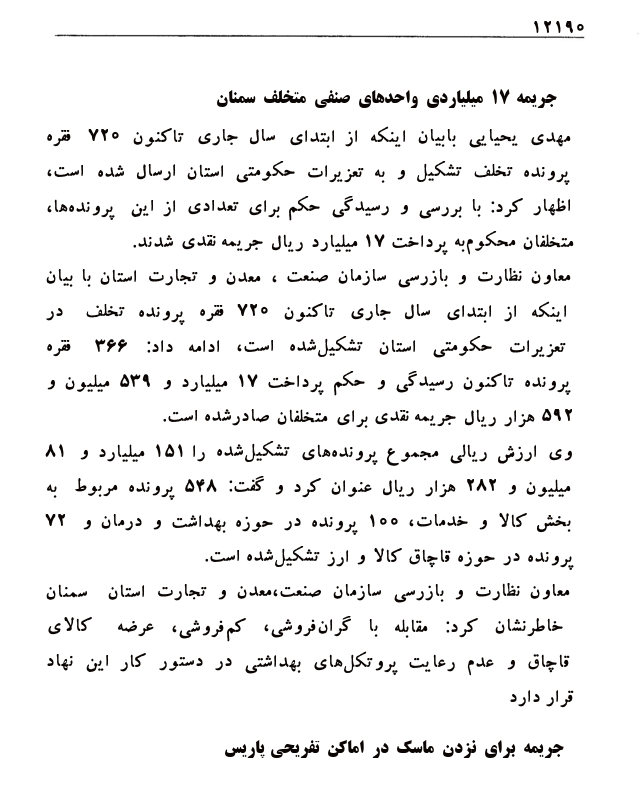 ۱۲۱۹۰
جریمه ۱۷ میلیاردی واحدهای صنفی متخلف سمنان
مهدی یحیایی بابیان اینکه از ابتدای سال جاری تاکنون ۷۲۰ فقره
پرونده تخلف تشکیل و به تعزیرات حکومتی استان ارسال شده است،
اظهار کرد: با بررسی و رسیدگی حکم برای تعدادی از این پرونده‌ها،
متخلفان محکوم‌به پرداخت ۱۷ میلیارد ریال جریمه نقدی شدند.
معاون نظارت و بازرسی سازمان صنعت ، معدن و تجارت استان با بیان
اینکه از ابتدای سال جاری تاکنون ۷۲۰ فقره پرونده تخلف در
تعزیرات حکومتی استان تشکیل‌شده است، ادامه داد: ۳۶۶ فقره
پرونده تاکنون رسیدگی و حکم پرداخت ۱۷ میلیارد و ۵۳۹ میلیون و
۵۹۲ هزار ریال جریمه نقدی برای متخلفان صادرشده است.
وی ارزش ریالی مجموع پرونده‌های تشکیل‌شده را ۱۵۱ میلیارد و ۸۱
میلیون و ۲۸۲ هزار ریال عنوان کرد و گفت: ۵۴۸ پرونده مربوط به
بخش کالا و خدمات، ۱۰۰ پرونده در حوزه بهداشت و درمان و ۷۲
پرونده در حوزه قاچاق کالا و ارز تشکیل‌شده است.
معاون نظارت و بازرسی سازمان صنعت،معدن و تجارت استان سمنان
خاطرنشان کرد: مقابله با گران‌فروشی، کم‌فروشی، عرضه کالای
قاچاق و عدم رعایت پروتکل‌های بهداشتی در دستور کار این نهاد
قرار دارد
جریمه برای نزدن ماسک در اماکن تفریحی پاریس